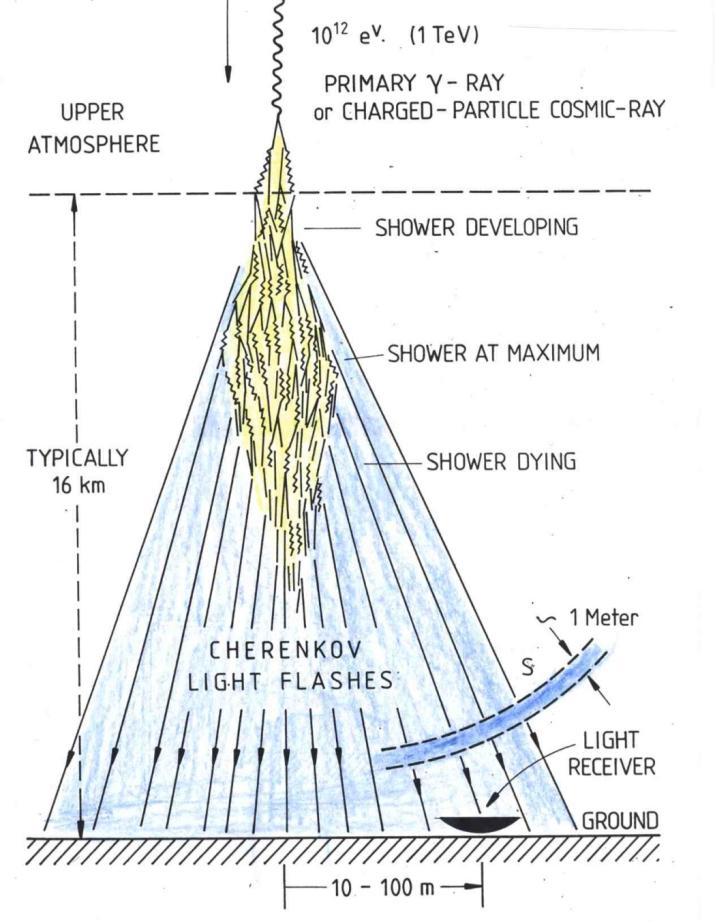 10¹² eV. (1 TeV)
PRIMARY γ-RAY
or CHARGED-PARTICLE COSMIC-RAY
UPPER
ATMOSPHERE
SHOWER DEVELOPING
SHOWER AT MAXIMUM
TYPICALLY
16 km
SHOWER DYING
~ 1 Meter
S
CHERENKOV
LIGHT FLASHES
LIGHT
RECEIVER
GROUND
10 - 100 m